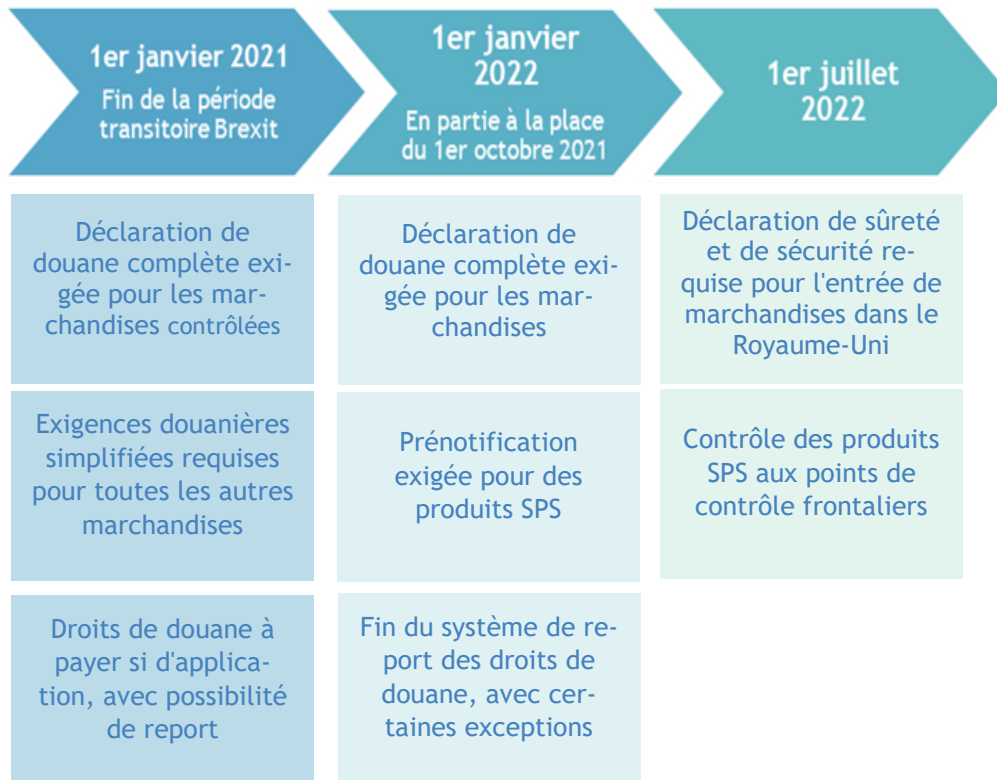 1er janvier 2021
Fin de la période
transitoire Brexit
1er janvier
2022
En partie à la place
du 1er octobre 2021
1er juillet
2022
Déclaration de
douane complète exi-
gée pour les mar-
chandises contrôlées
Déclaration de
douane complète exi-
gée pour les mar-
chandises
Déclaration de sûreté
et de sécurité re-
quise pour l'entrée de
marchandises dans le
Royaume-Uni
Exigences douanières
simplifiées requises
pour toutes les autres
marchandises
Prénotification
exigée pour des
produits SPS
Contrôle des produits
SPS aux points de
contrôle frontaliers
Droits de douane à
payer si d'applica-
tion, avec possibilité
de report
Fin du système de re-
port des droits de
douane, avec cer-
taines exceptions